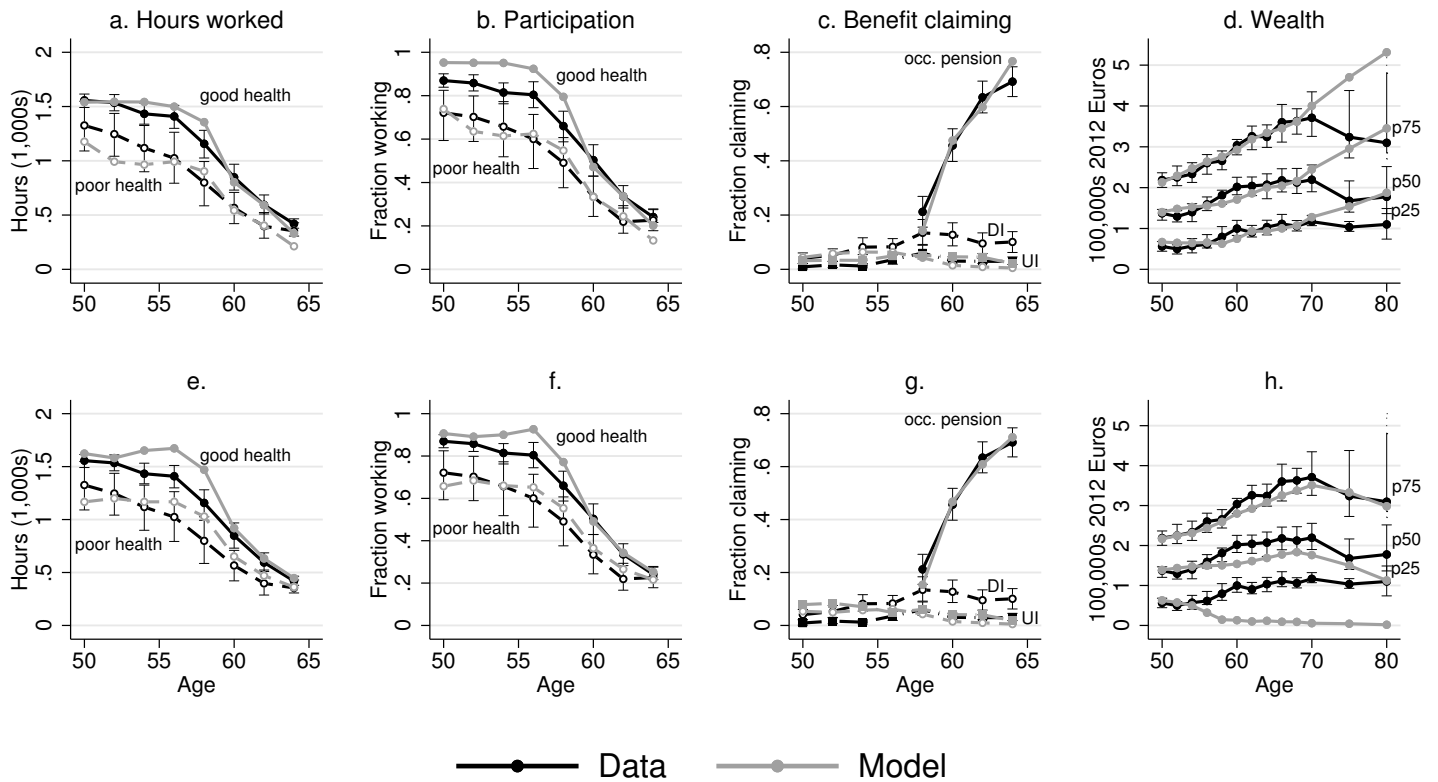 a. Hours worked
b. Participation
c. Benefit claiming
d. Wealth
Hours (1,000s)
0 .5 1 1.5 2
good health
poor health
50 55 60 65
Fraction working
0 .2 .4 .6 .8 1
good health
poor health
50 55 60 65
Fraction claiming
0 .2 .4 .6 .8
occ. pension
DI
UI
50 55 60 65
100,000s 2012 Euros
0 1 2 3 4 5
p75
p50
p25
50 60 70 80
e.
f.
g.
h.
Hours (1,000s)
0 .5 1 1.5 2
good health
poor health
50 55 60 65
Age
Fraction working
0 .2 .4 .6 .8 1
good health
poor health
50 55 60 65
Age
Fraction claiming
0 .2 .4 .6 .8
occ. pension
DI
UI
50 55 60 65
Age
100,000s 2012 Euros
0 1 2 3 4 5
p75
p50
p25
50 60 70 80
Age
Data
Model